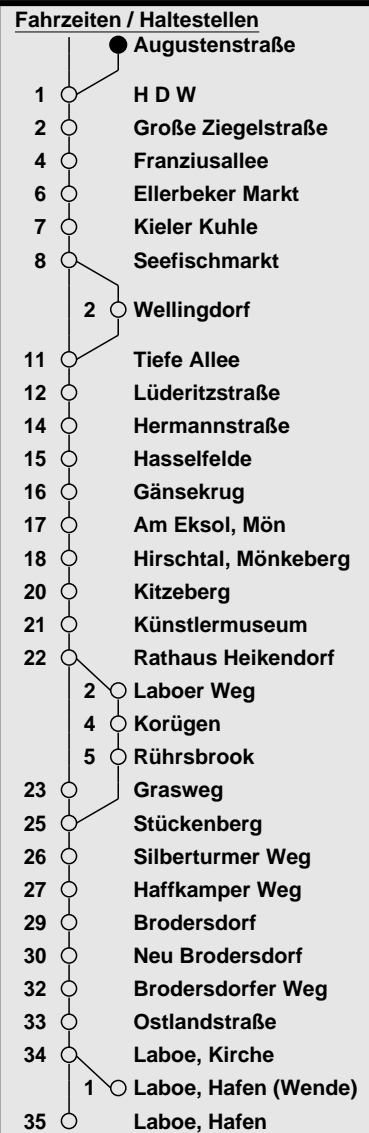 Fahrzeiten / Haltestellen
Augustenstraße
1 H D W
2 Große Ziegelstraße
4 Franziusallee
6 Ellerbeker Markt
7 Kieler Kuhle
8 Seefischmarkt
2 Wellingdorf
11 Tiefe Allee
12 Lüderitzstraße
14 Hermannstraße
15 Hasselfelde
16 Gänsekrug
17 Am Eksol, Mön
18 Hirschtal, Mönkeberg
20 Kitzeberg
21 Künstlermuseum
22 Rathaus Heikendorf
2 Laboer Weg
4 Korügen
5 Rührsbrook
23 Grasweg
25 Stückenberg
26 Silberturmer Weg
27 Haffkamper Weg
29 Brodersdorf
30 Neu Brodersdorf
32 Brodersdorfer Weg
33 Ostlandstraße
34 Laboe, Kirche
1 Laboe, Hafen (Wende)
35 Laboe, Hafen